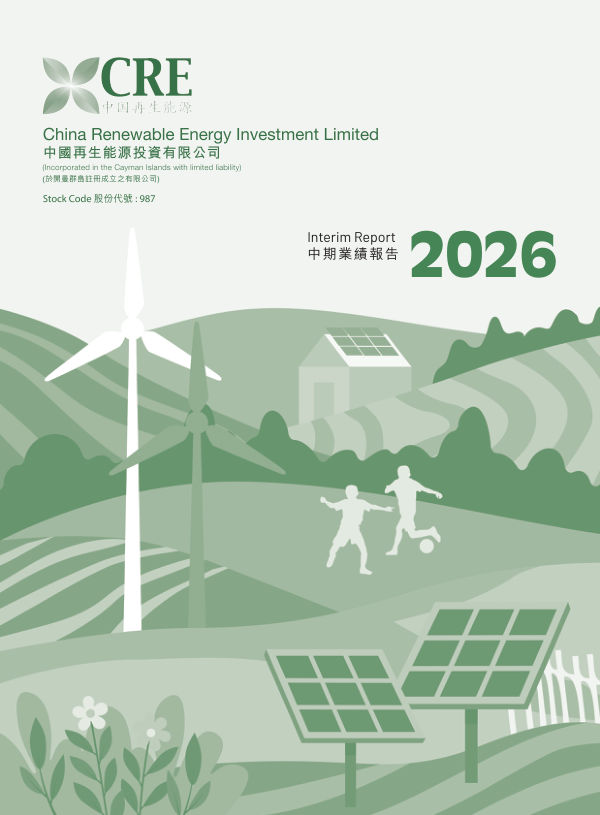 CRE
中国再生能源
China Renewable Energy Investment Limited
中國再生能源投資有限公司
(Incorporated in the Cayman Islands with limited liability)
(於開曼群島註冊成立之有限公司)
Stock Code 股份代號 : 987
Interim Report
中期業績報告
2026